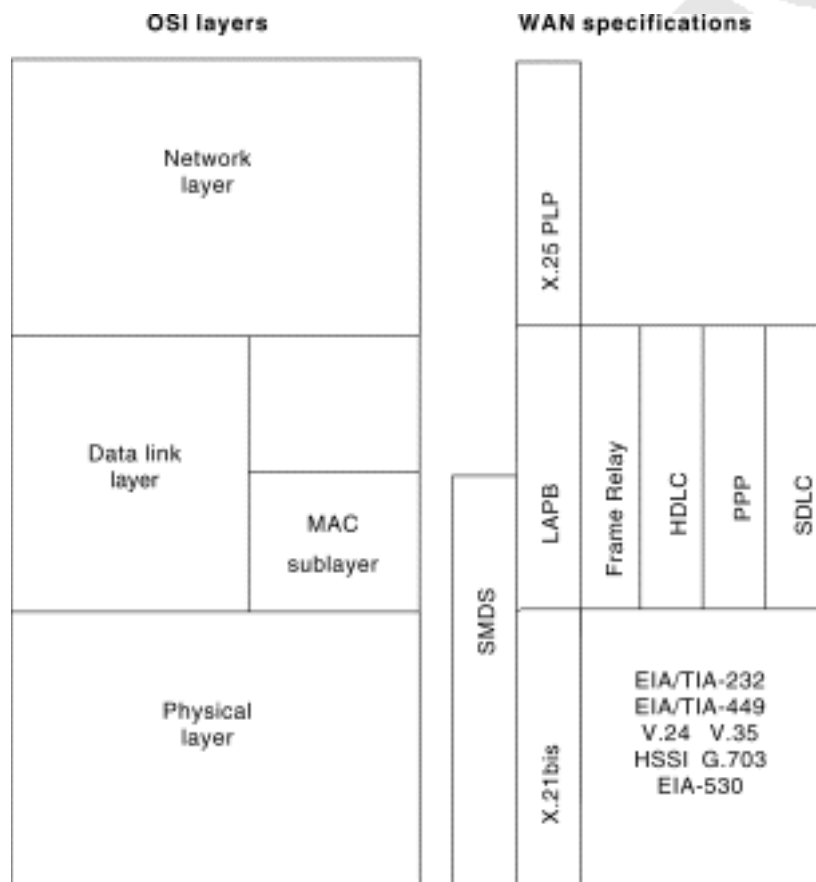 OSI layers
WAN specifications
Network
layer
Data link
layer
MAC
sublayer
Physical
layer
SMDS
X.25 PLP
LAPB
X.21bis
Frame Relay
HDLC
PPP
SDLC
EIA/TIA-232
EIA/TIA-449
V.24 V.35
HSSI G.703
EIA-530